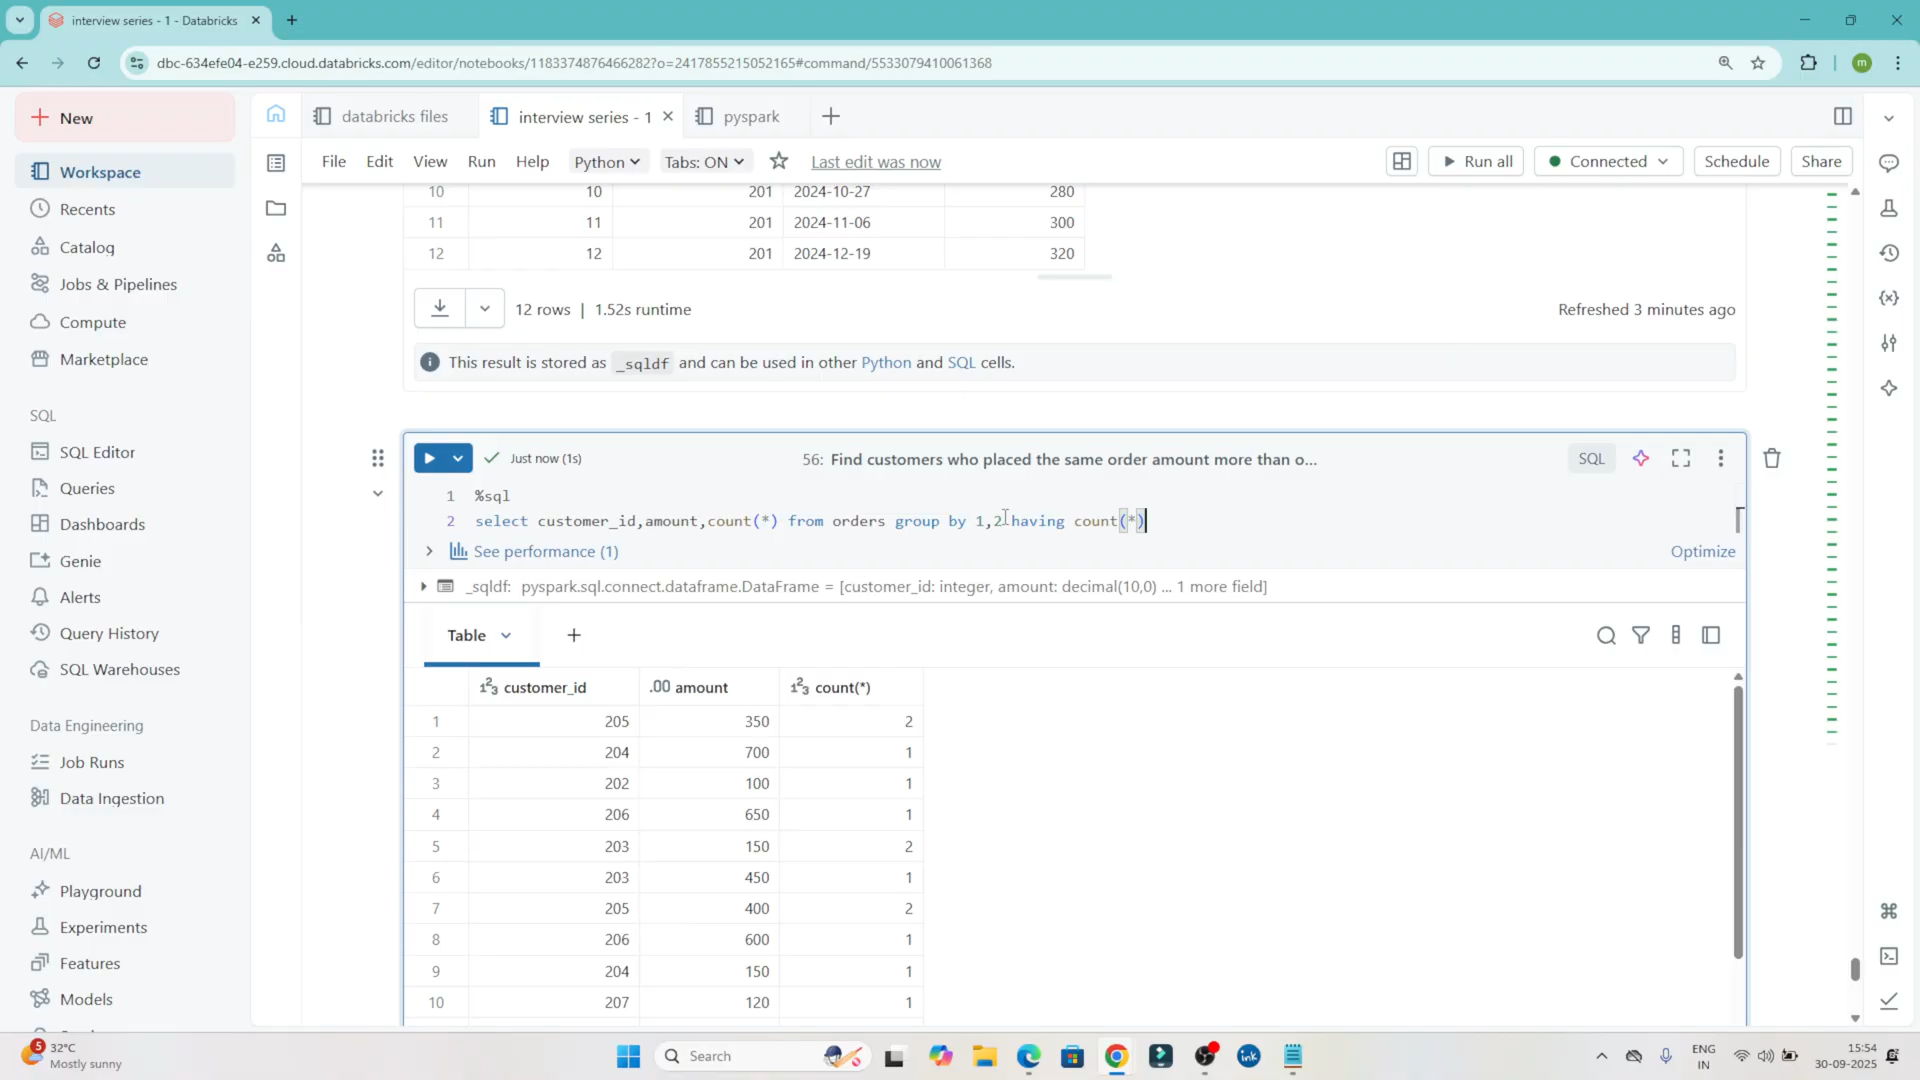 interview series - 1 - Databricks
dbc-634efe04-e259.cloud.databricks.com/editor/notebooks/1183374876466282?o=2417855215052165#command/5533079410061368
m
New
Workspace
Recents
Catalog
Jobs & Pipelines
Compute
Marketplace
SQL
SQL Editor
Queries
Dashboards
Genie
Alerts
Query History
SQL Warehouses
Data Engineering
Job Runs
Data Ingestion
AI/ML
Playground
Experiments
Features
Models
databricks files
interview series - 1
pyspark
File Edit View Run Help Python Tabs: ON Last edit was now
Run all Connected Schedule Share
10 10 201 2024-10-27 280
11 11 201 2024-11-06 300
12 12 201 2024-12-19 320
12 rows | 1.52s runtime
Refreshed 3 minutes ago
This result is stored as _sqldf and can be used in other Python and SQL cells.
Just now (1s)
56: Find customers who placed the same order amount more than o...
SQL
1 %sql
2 select customer_id,amount,count(*) from orders group by 1,2 having count(*)
See performance (1)
Optimize
_sqldf: pyspark.sql.connect.dataframe.DataFrame = [customer_id: integer, amount: decimal(10,0) ... 1 more field]
Table
customer_id .00 amount count(*)
1 205 350 2
2 204 700 1
3 202 100 1
4 206 650 1
5 203 150 2
6 203 450 1
7 205 400 2
8 206 600 1
9 204 150 1
10 207 120 1
5
32°C
Mostly sunny
Search
ink
ENG
IN
15:54
30-09-2025